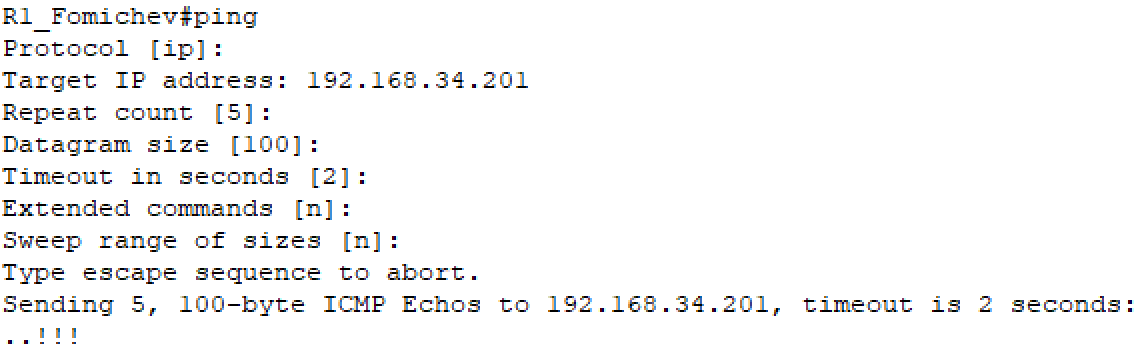 R1_Fomichev#ping
Protocol [ip]:
Target IP address: 192.168.34.201
Repeat count [5]:
Datagram size [100]:
Timeout in seconds [2]:
Extended commands [n]:
Sweep range of sizes [n]:
Type escape sequence to abort.
Sending 5, 100-byte ICMP Echos to 192.168.34.201, timeout is 2 seconds:
..!!!